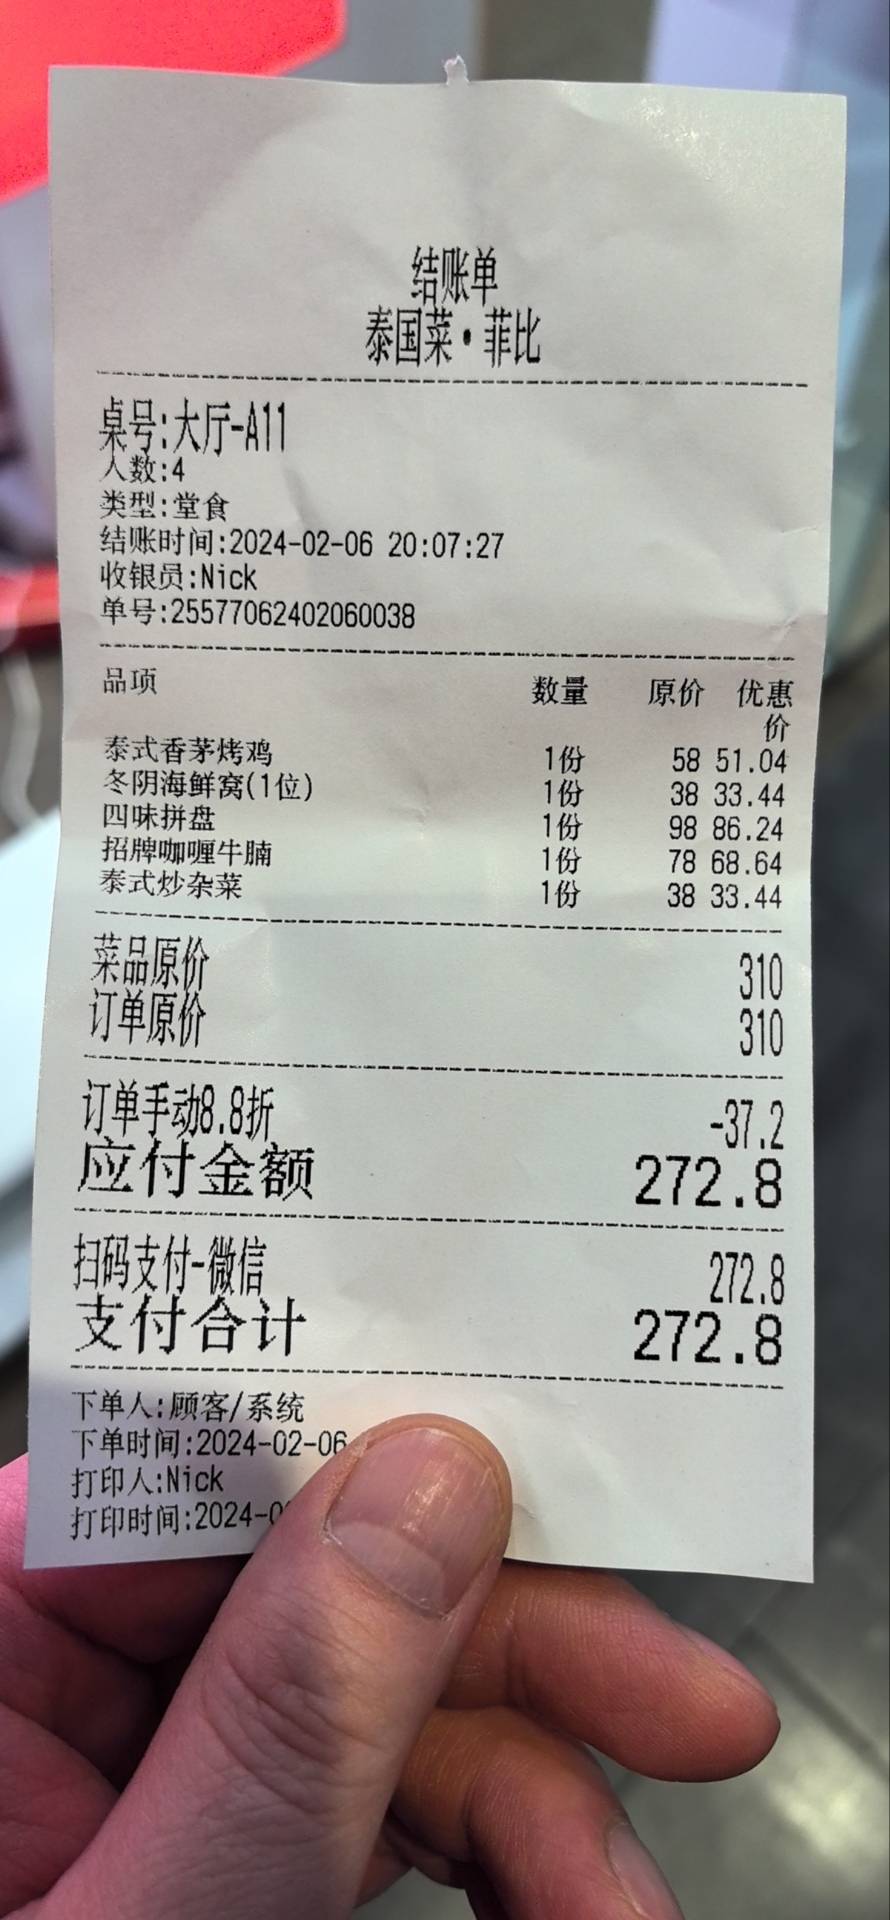 结账单
泰国菜·菲比
桌号:大厅-A11
人数:4
类型:堂食
结账时间:2024-02-06 20:07:27
收银员:Nick
单号:25577062402060038
品项 数量 原价 优惠价
泰式香茅烤鸡 1份 58 51.04
冬阴海鲜窝(1位) 1份 38 33.44
四味拼盘 1份 98 86.24
招牌咖喱牛腩 1份 78 68.64
泰式炒杂菜 1份 38 33.44
菜品原价 310
订单原价 310
订单手动8.8折 -37.2
应付金额 272.8
扫码支付-微信 272.8
支付合计 272.8
下单人:顾客/系统
下单时间:2024-02-06
打印人:Nick
打印时间:2024-0